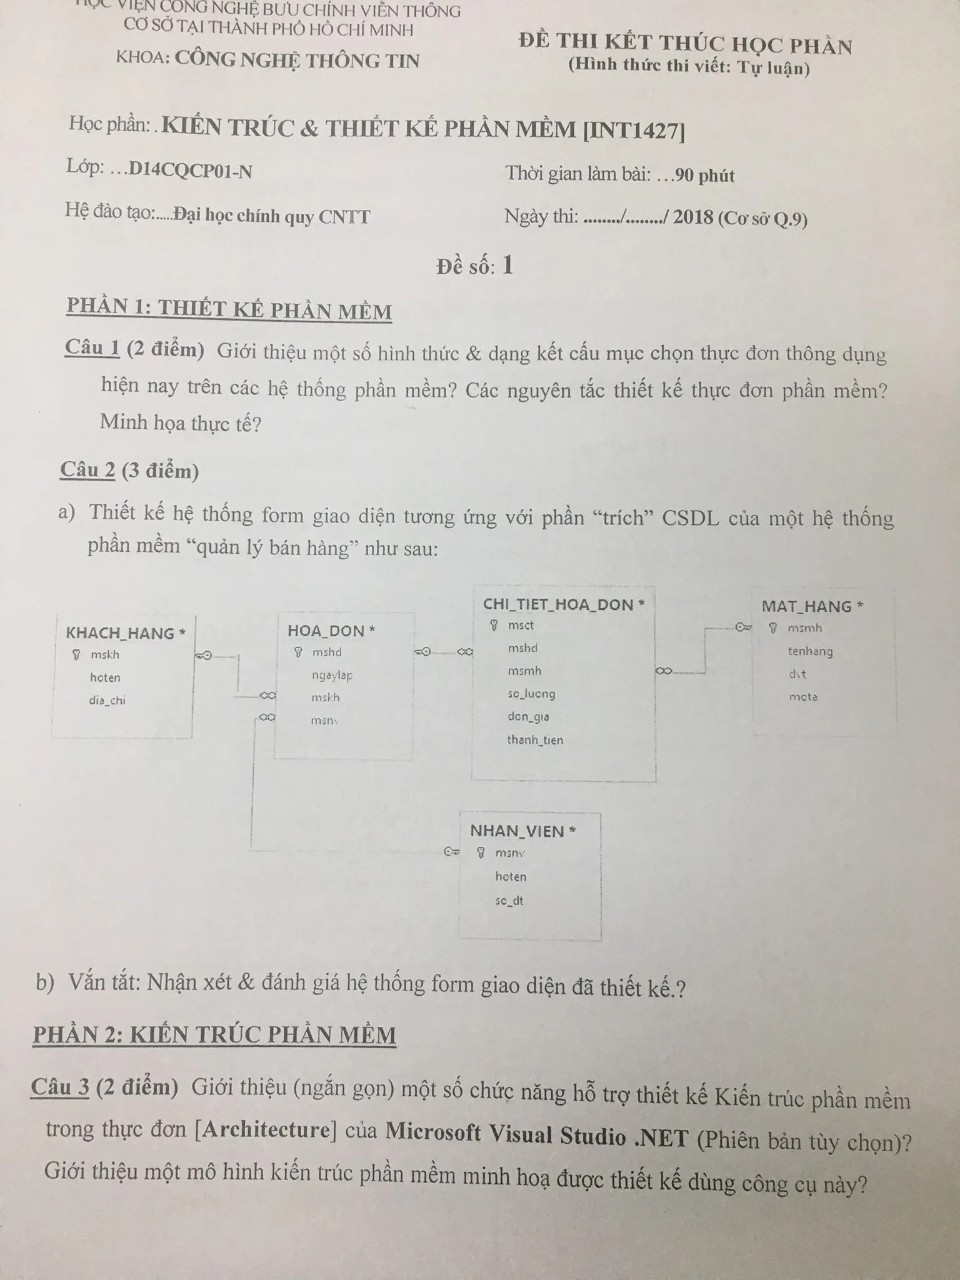 HỌC VIỆN CÔNG NGHỆ BƯU CHÍNH VIỄN THÔNG
CƠ SỞ TẠI THÀNH PHỐ HỒ CHÍ MINH
KHOA: CÔNG NGHỆ THÔNG TIN
ĐỀ THI KẾT THÚC HỌC PHẦN
(Hình thức thi viết: Tự luận)
Học phần: . KIẾN TRÚC & THIẾT KẾ PHẦN MỀM [INT1427]
Lớp: …D14CQCP01-N
Thời gian làm bài: …90 phút
Hệ đào tạo:.....Đại học chính quy CNTT
Ngày thi: ......../......../ 2018 (Cơ sở Q.9)
Đề số: 1
PHẦN 1: THIẾT KẾ PHẦN MỀM
Câu 1 (2 điểm) Giới thiệu một số hình thức & dạng kết cấu mục chọn thực đơn thông dụng
hiện nay trên các hệ thống phần mềm? Các nguyên tắc thiết kế thực đơn phần mềm?
Minh họa thực tế?
Câu 2 (3 điểm)
a) Thiết kế hệ thống form giao diện tương ứng với phần “trích” CSDL của một hệ thống
phần mềm “quản lý bán hàng” như sau:
KHACH_HANG *
mskh
hoten
dia_chi
HOA_DON *
mshd
ngaylap
mskh
msnv
CHI_TIET_HOA_DON *
msct
mshd
msmh
so_luong
don_gia
thanh_tien
MAT_HANG *
msmh
tenhang
dvt
mota
NHAN_VIEN *
msnv
hoten
so_dt
b) Vắn tắt: Nhận xét & đánh giá hệ thống form giao diện đã thiết kế.?
PHẦN 2: KIẾN TRÚC PHẦN MỀM
Câu 3 (2 điểm) Giới thiệu (ngắn gọn) một số chức năng hỗ trợ thiết kế Kiến trúc phần mềm
trong thực đơn [Architecture] của Microsoft Visual Studio .NET (Phiên bản tùy chọn)?
Giới thiệu một mô hình kiến trúc phần mềm minh hoạ được thiết kế dùng công cụ này?